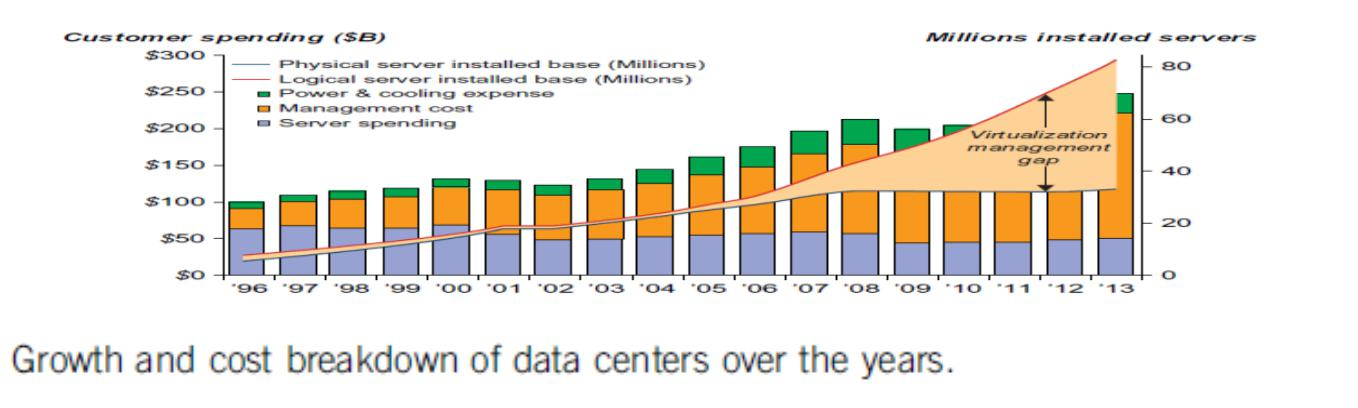 Customer spending ($B)
Millions installed servers
$300
$250
$200
$150
$100
$50
$0
Physical server installed base (Millions)
Logical server installed base (Millions)
Power & cooling expense
Management cost
Server spending
Virtualization
management
gap
80
60
40
20
0
'96 '97 '98 '99 '00 '01 '02 '03 '04 '05 '06 '07 '08 '09 '10 '11 '12 '13
Growth and cost breakdown of data centers over the years.